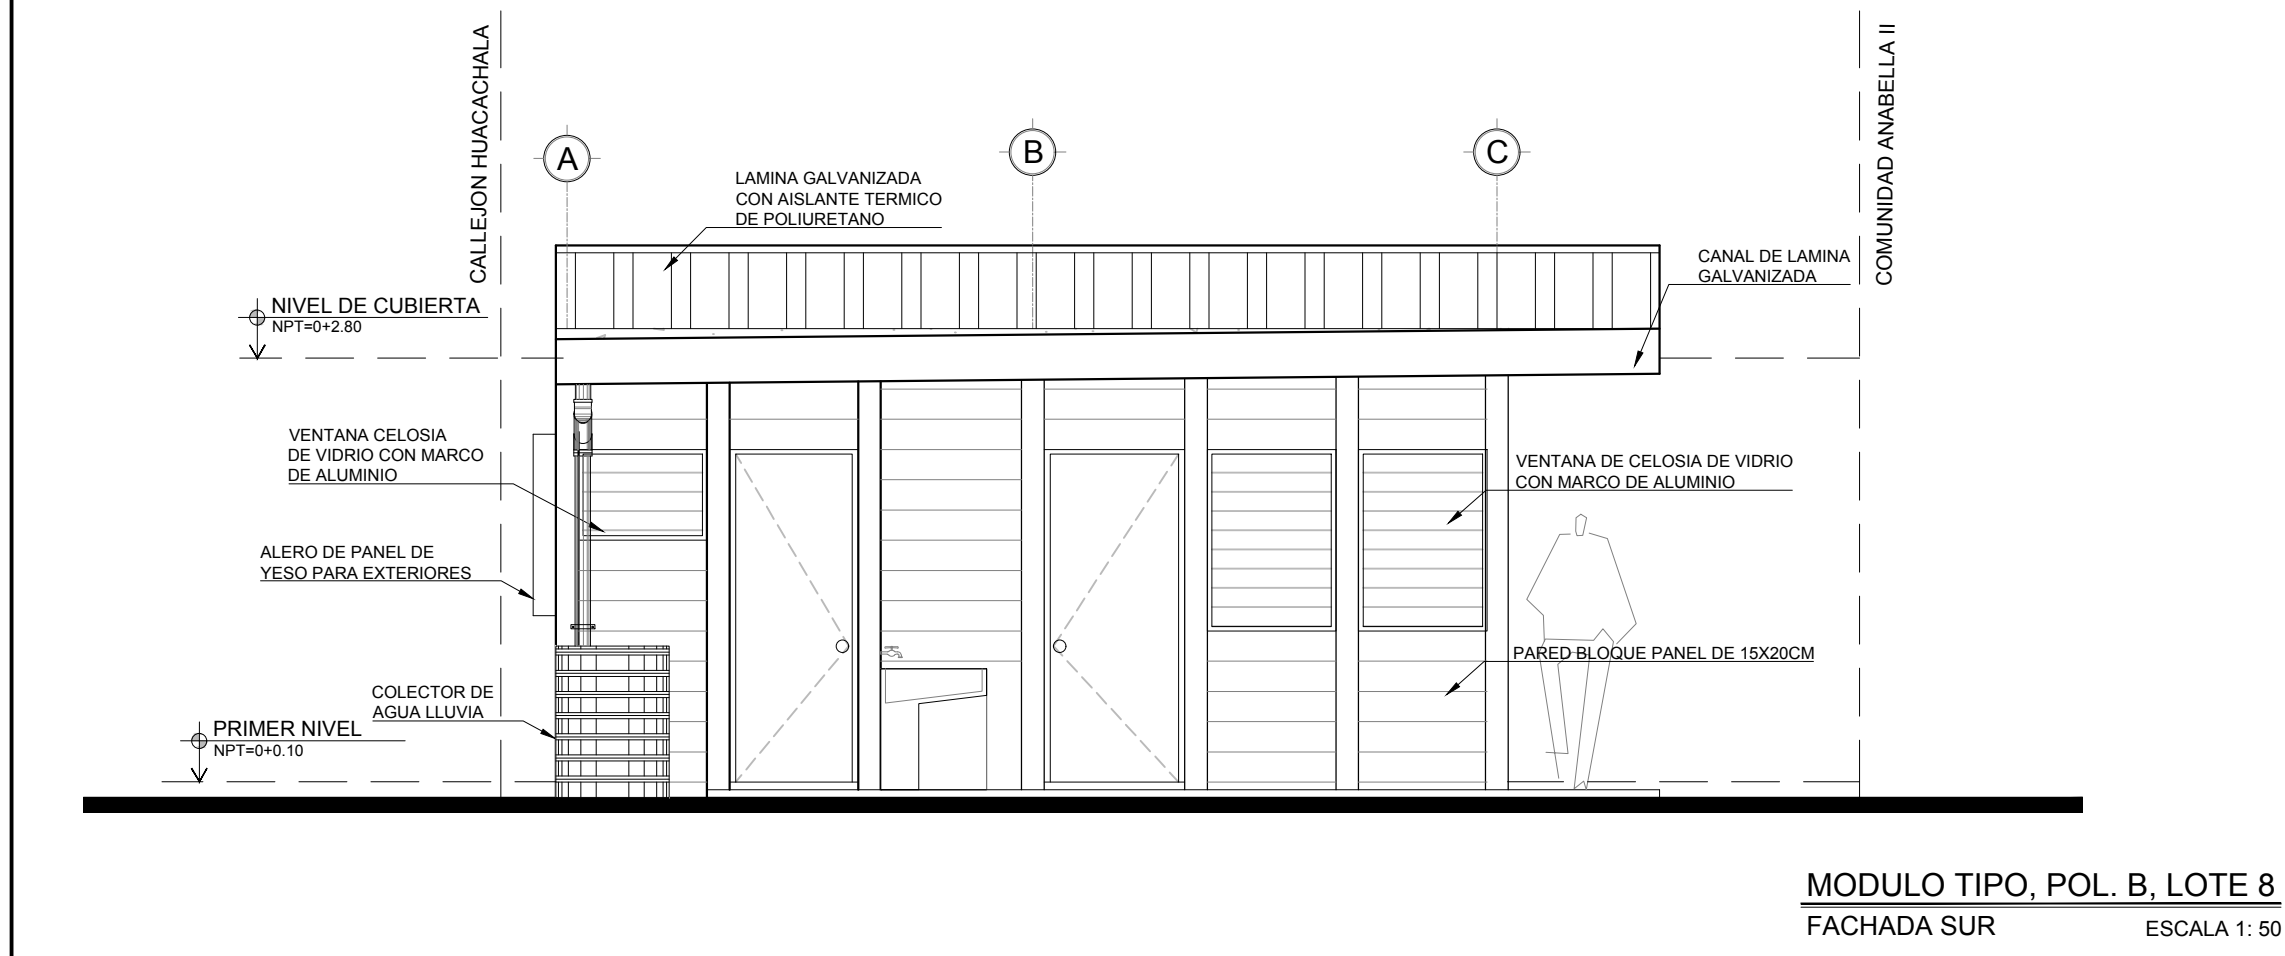 CALLEJON HUACACHALA
COMUNIDAD ANABELLA II
A
B
C
LAMINA GALVANIZADA
CON AISLANTE TERMICO
DE POLIURETANO
CANAL DE LAMINA
GALVANIZADA
NIVEL DE CUBIERTA
NPT=0+2.80
VENTANA CELOSIA
DE VIDRIO CON MARCO
DE ALUMINIO
VENTANA DE CELOSIA DE VIDRIO
CON MARCO DE ALUMINIO
ALERO DE PANEL DE
YESO PARA EXTERIORES
PARED BLOQUE PANEL DE 15X20CM
COLECTOR DE
AGUA LLUVIA
PRIMER NIVEL
NPT=0+0.10
MODULO TIPO, POL. B, LOTE 8
FACHADA SUR ESCALA 1: 50